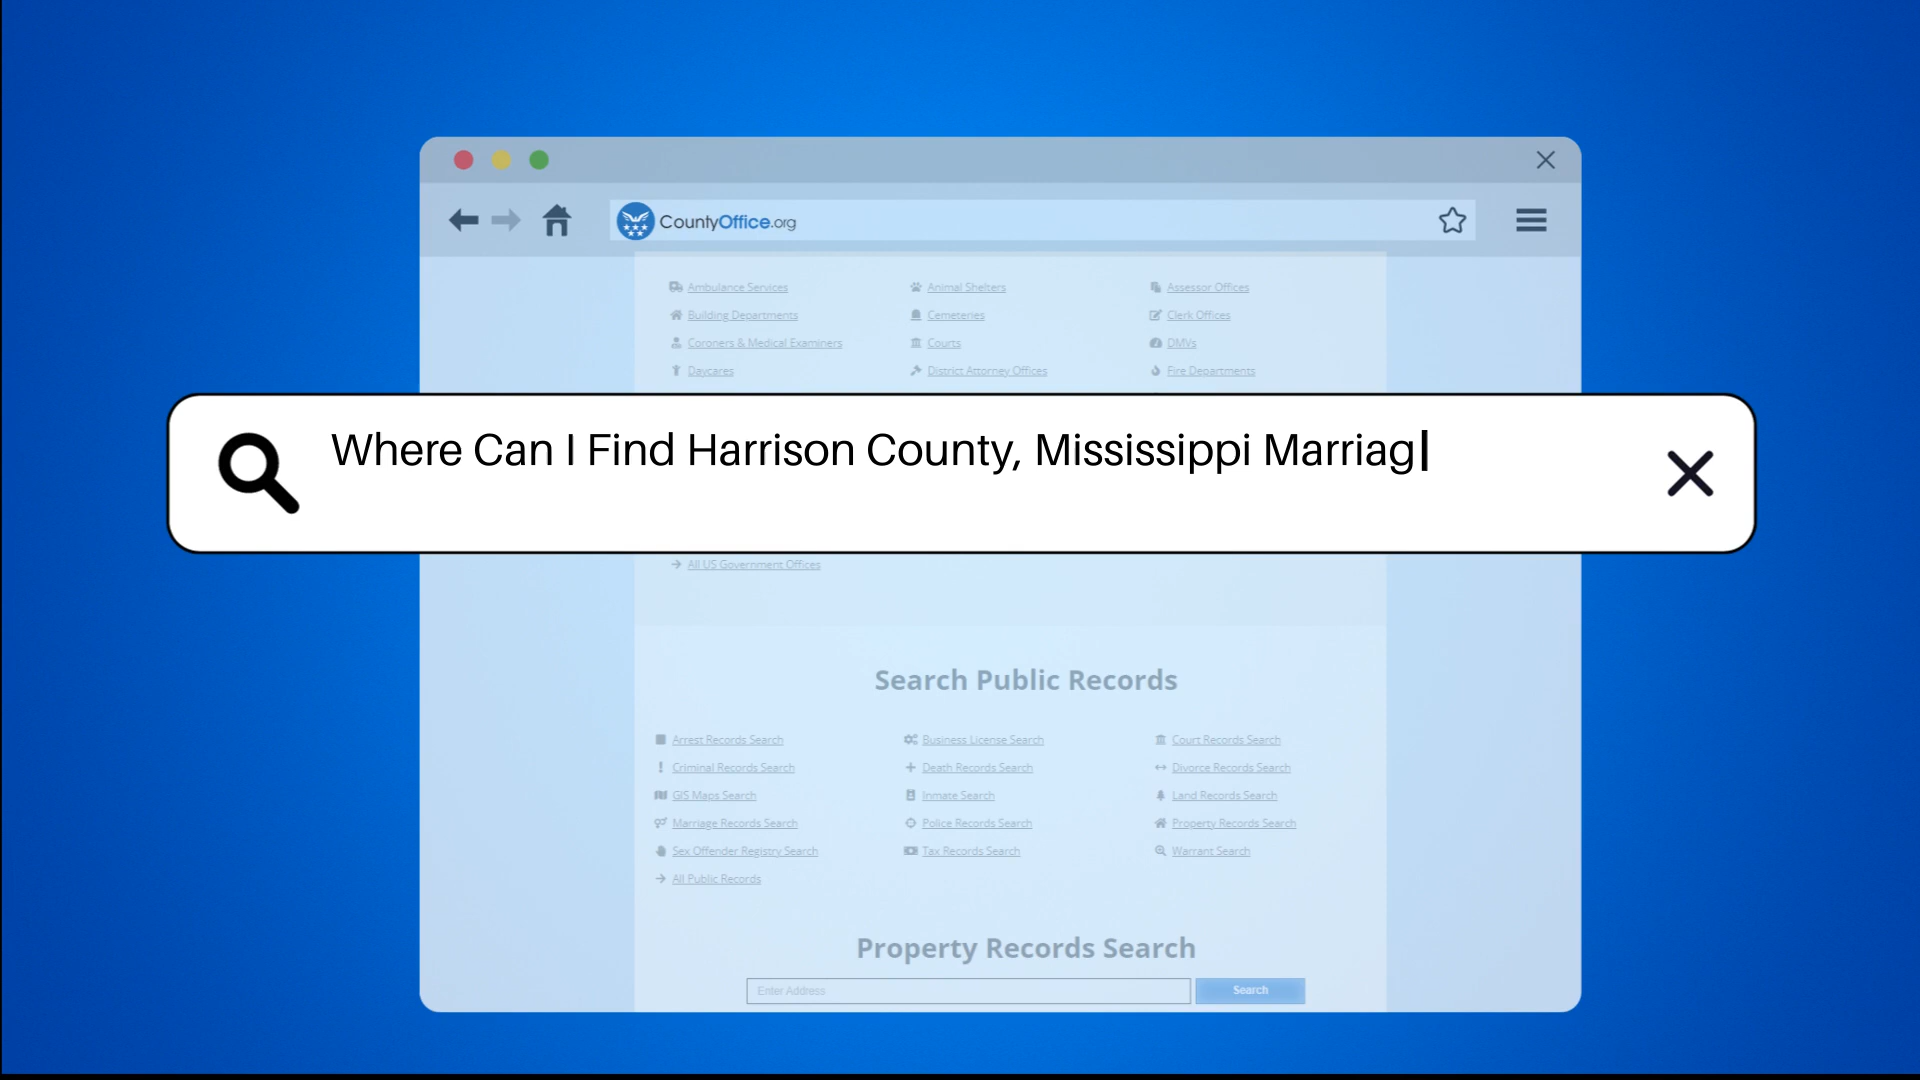 CountyOffice.org
Ambulance Services Animal Shelters Assessor Offices
Building Departments Cemeteries Clerk Offices
Coroners & Medical Examiners Courts DMVs
Daycares District Attorney Offices Fire Departments
Where Can I Find Harrison County, Mississippi Marriag
All US Government Offices
Search Public Records
Arrest Records Search Business License Search Court Records Search
Criminal Records Search Death Records Search Divorce Records Search
GIS Maps Search Inmate Search Land Records Search
Marriage Records Search Police Records Search Property Records Search
Sex Offender Registry Search Tax Records Search Warrant Search
All Public Records
Property Records Search
Enter Address Search